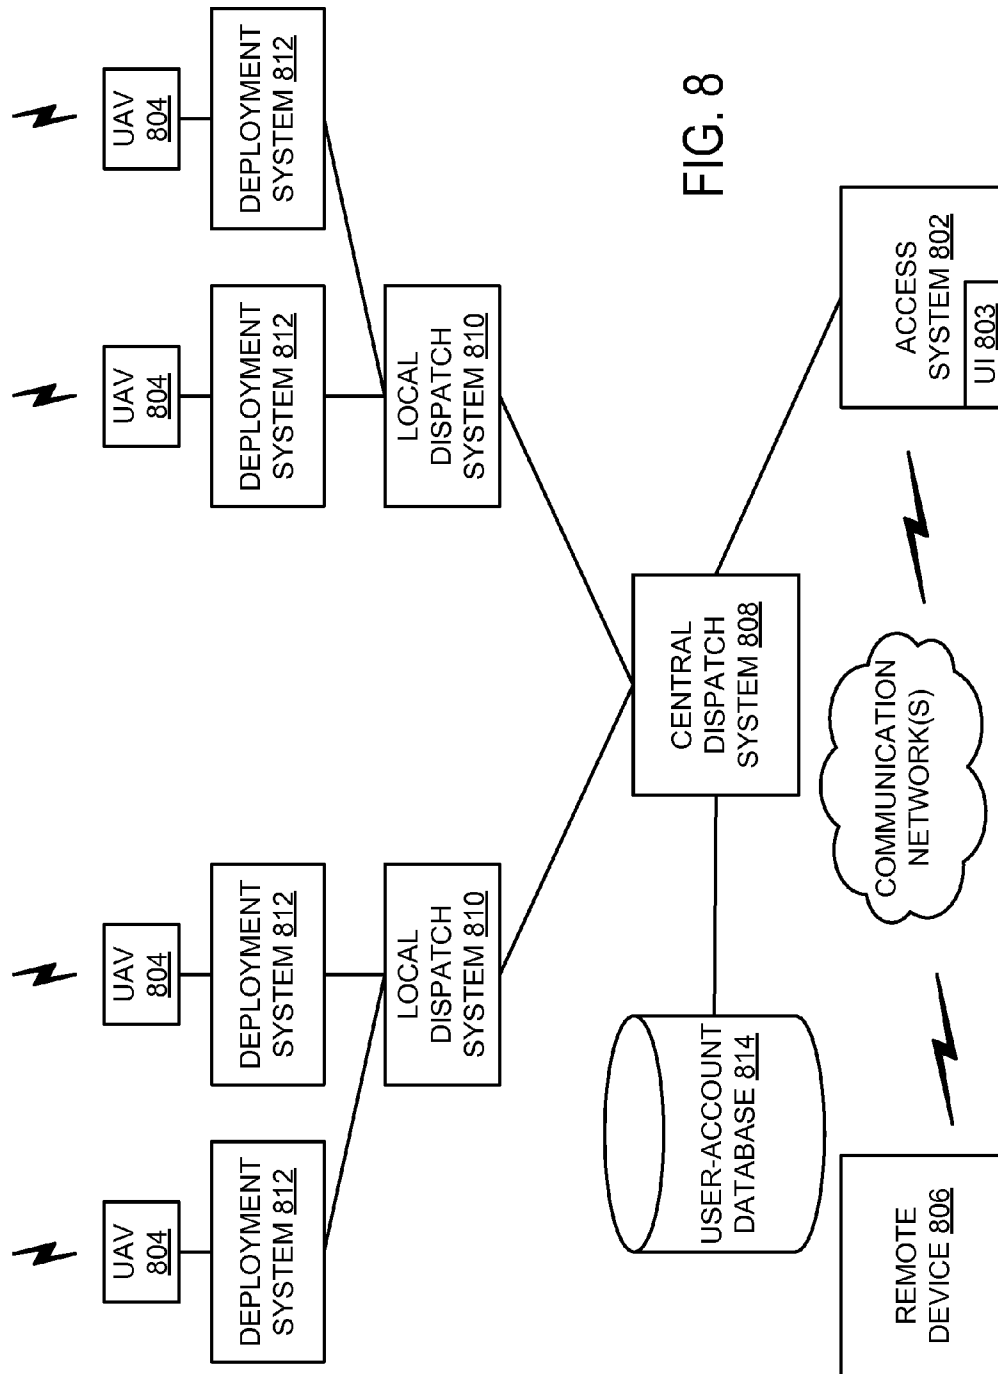 UAV
804
UAV
804
UAV
804
UAV
804
DEPLOYMENT
SYSTEM 812
DEPLOYMENT
SYSTEM 812
DEPLOYMENT
SYSTEM 812
DEPLOYMENT
SYSTEM 812
LOCAL
DISPATCH
SYSTEM 810
LOCAL
DISPATCH
SYSTEM 810
USER-ACCOUNT
DATABASE 814
CENTRAL
DISPATCH
SYSTEM 808
FIG. 8
REMOTE
DEVICE 806
COMMUNICATION
NETWORK(S)
ACCESS
SYSTEM 802
UI 803